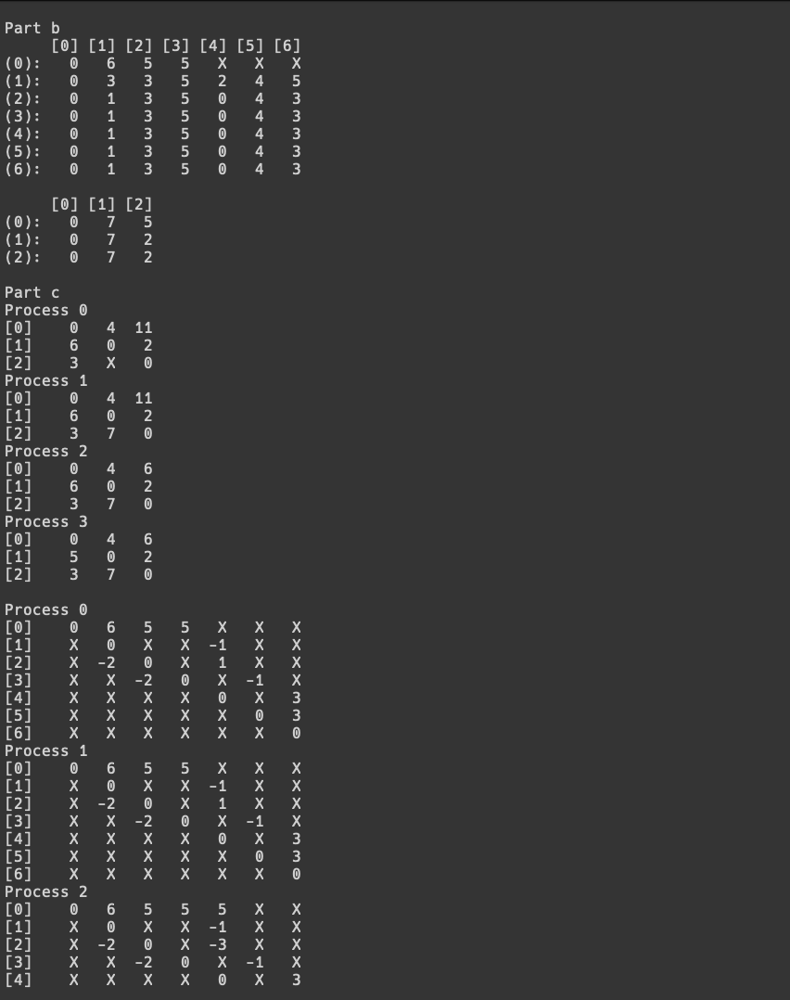 Part b
     [0] [1] [2] [3] [4] [5] [6]
(0):   0   6   5   5   X   X   X
(1):   0   3   3   5   2   4   5
(2):   0   1   3   5   0   4   3
(3):   0   1   3   5   0   4   3
(4):   0   1   3   5   0   4   3
(5):   0   1   3   5   0   4   3
(6):   0   1   3   5   0   4   3
     [0] [1] [2]
(0):   0   7   5
(1):   0   7   2
(2):   0   7   2
Part c
Process 0
[0]    0   4  11
[1]    6   0   2
[2]    3   X   0
Process 1
[0]    0   4  11
[1]    6   0   2
[2]    3   7   0
Process 2
[0]    0   4   6
[1]    6   0   2
[2]    3   7   0
Process 3
[0]    0   4   6
[1]    5   0   2
[2]    3   7   0
Process 0
[0]    0   6   5   5   X   X   X
[1]    X   0   X   X  -1   X   X
[2]    X  -2   0   X   1   X   X
[3]    X   X  -2   0   X  -1   X
[4]    X   X   X   X   0   X   3
[5]    X   X   X   X   X   0   3
[6]    X   X   X   X   X   X   0
Process 1
[0]    0   6   5   5   X   X   X
[1]    X   0   X   X  -1   X   X
[2]    X  -2   0   X   1   X   X
[3]    X   X  -2   0   X  -1   X
[4]    X   X   X   X   0   X   3
[5]    X   X   X   X   X   0   3
[6]    X   X   X   X   X   X   0
Process 2
[0]    0   6   5   5   5   X   X
[1]    X   0   X   X  -1   X   X
[2]    X  -2   0   X  -3   X   X
[3]    X   X  -2   0   X  -1   X
[4]    X   X   X   X   0   X   3